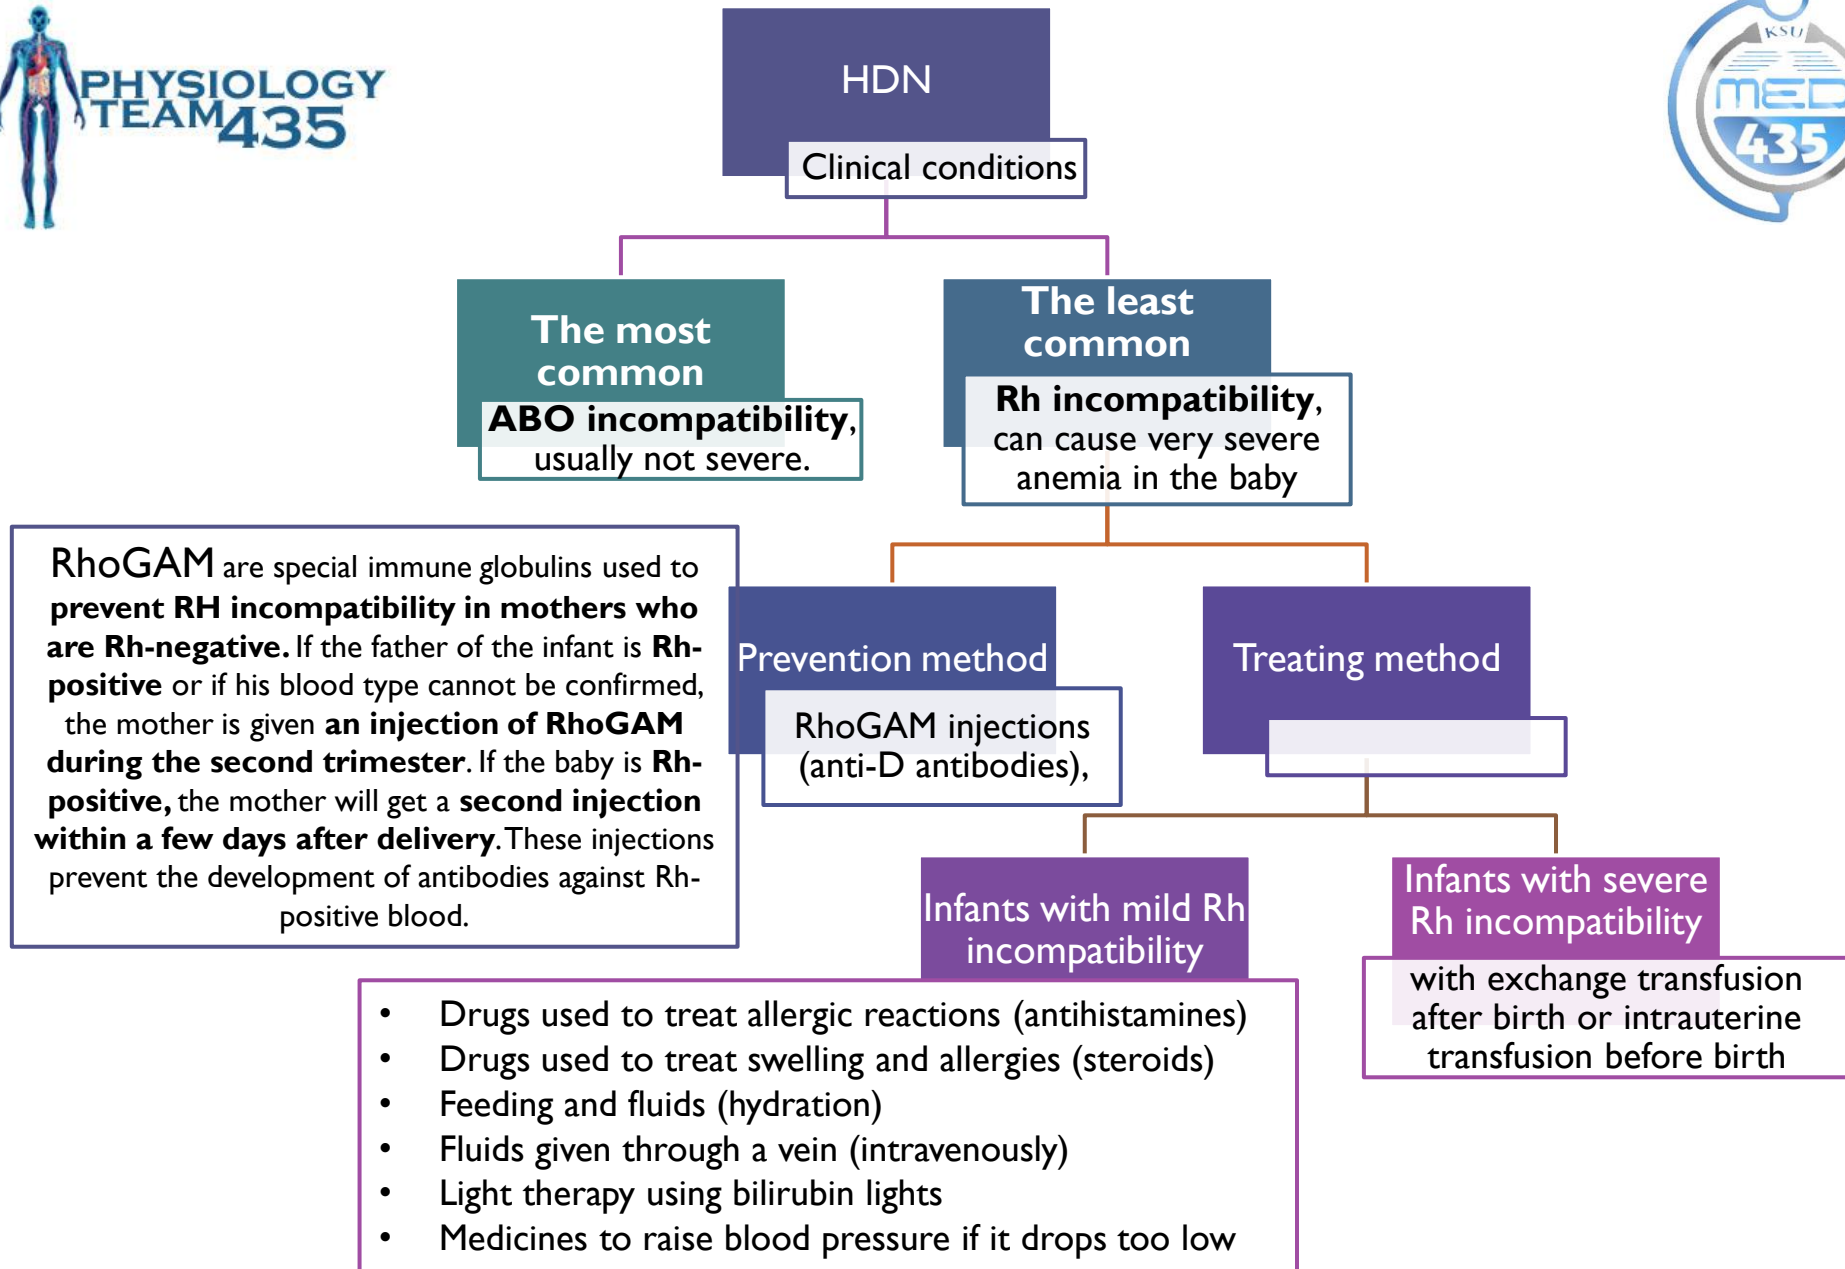 PHYSIOLOGY
TEAM435
KSU
MED
435
HDN
Clinical conditions
The most
common
ABO incompatibility,
usually not severe.
The least
common
Rh incompatibility,
can cause very severe
anemia in the baby
RhoGAM are special immune globulins used to
prevent RH incompatibility in mothers who
are Rh-negative. If the father of the infant is Rh-
positive or if his blood type cannot be confirmed,
the mother is given an injection of RhoGAM
during the second trimester. If the baby is Rh-
positive, the mother will get a second injection
within a few days after delivery. These injections
prevent the development of antibodies against Rh-
positive blood.
Prevention method
RhoGAM injections
(anti-D antibodies),
Treating method
Infants with mild Rh
incompatibility
• Drugs used to treat allergic reactions (antihistamines)
• Drugs used to treat swelling and allergies (steroids)
• Feeding and fluids (hydration)
• Fluids given through a vein (intravenously)
• Light therapy using bilirubin lights
• Medicines to raise blood pressure if it drops too low
Infants with severe
Rh incompatibility
with exchange transfusion
after birth or intrauterine
transfusion before birth